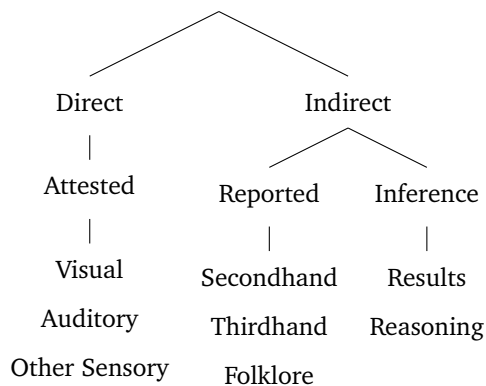 Direct Indirect
Attested Reported Inference
Visual Secondhand Results
Auditory Thirdhand Reasoning
Other Sensory Folklore